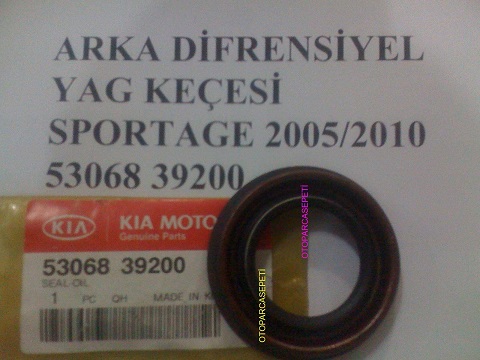 ARKA DİFRENSİYEL
YAG KEÇESİ
SPORTAGE 2005/2010
53068 39200
KIA
KIA MOTO
Genuine Parts
53068 39200
SEAL-OIL
1 PC QH MADE IN K
OTOPARCASEPETİ
OTOPARCASEPETİ